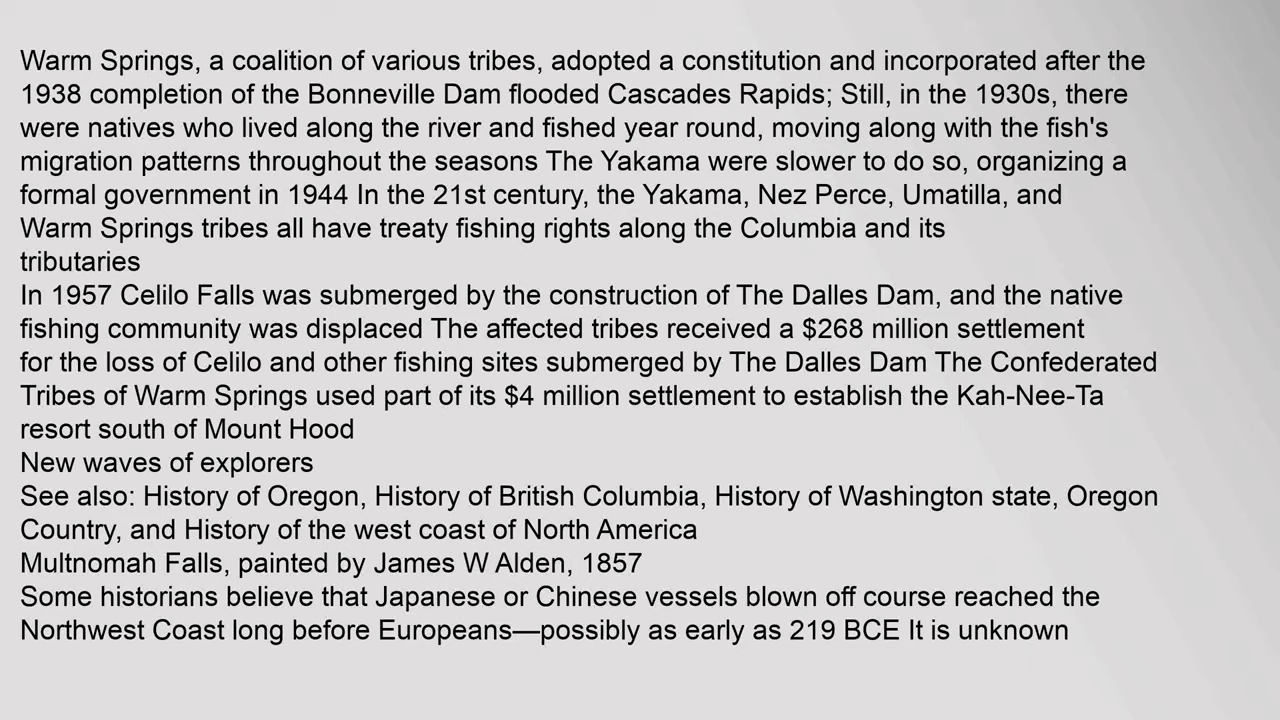 Warm Springs, a coalition of various tribes, adopted a constitution and incorporated after the
1938 completion of the Bonneville Dam flooded Cascades Rapids; Still, in the 1930s, there
were natives who lived along the river and fished year round, moving along with the fish's
migration patterns throughout the seasons The Yakama were slower to do so, organizing a
formal government in 1944 In the 21st century, the Yakama, Nez Perce, Umatilla, and
Warm Springs tribes all have treaty fishing rights along the Columbia and its
tributaries
In 1957 Celilo Falls was submerged by the construction of The Dalles Dam, and the native
fishing community was displaced The affected tribes received a $268 million settlement
for the loss of Celilo and other fishing sites submerged by The Dalles Dam The Confederated
Tribes of Warm Springs used part of its $4 million settlement to establish the Kah-Nee-Ta
resort south of Mount Hood
New waves of explorers
See also: History of Oregon, History of British Columbia, History of Washington state, Oregon
Country, and History of the west coast of North America
Multnomah Falls, painted by James W Alden, 1857
Some historians believe that Japanese or Chinese vessels blown off course reached the
Northwest Coast long before Europeans—possibly as early as 219 BCE It is unknown